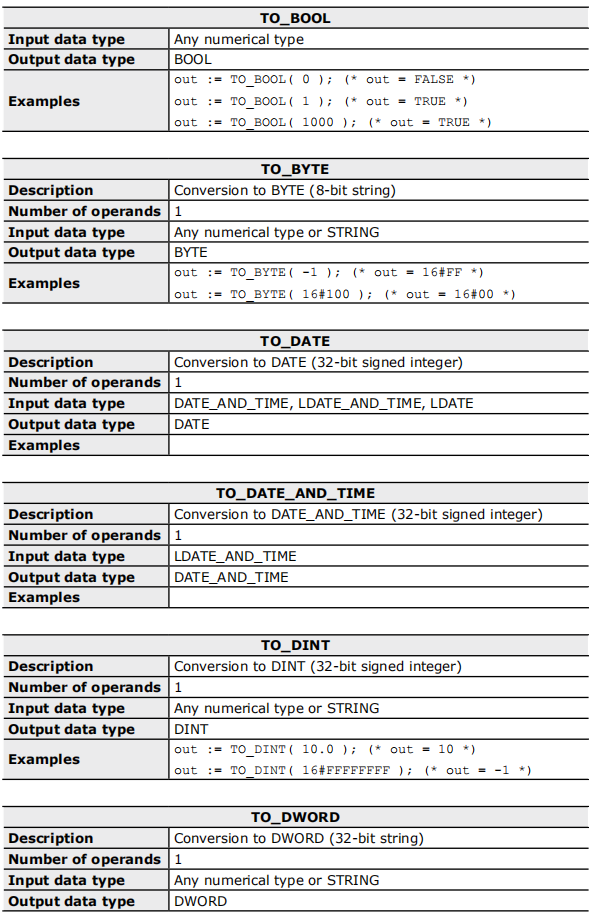 TO_BOOL
Input data type Any numerical type
Output data type BOOL
Examples
out := TO_BOOL( 0 ); (* out = FALSE *)
out := TO_BOOL( 1 ); (* out = TRUE *)
out := TO_BOOL( 1000 ); (* out = TRUE *)
TO_BYTE
Description Conversion to BYTE (8-bit string)
Number of operands 1
Input data type Any numerical type or STRING
Output data type BYTE
Examples
out := TO_BYTE( -1 ); (* out = 16#FF *)
out := TO_BYTE( 16#100 ); (* out = 16#00 *)
TO_DATE
Description Conversion to DATE (32-bit signed integer)
Number of operands 1
Input data type DATE_AND_TIME, LDATE_AND_TIME, LDATE
Output data type DATE
Examples
TO_DATE_AND_TIME
Description Conversion to DATE_AND_TIME (32-bit signed integer)
Number of operands 1
Input data type LDATE_AND_TIME
Output data type DATE_AND_TIME
Examples
TO_DINT
Description Conversion to DINT (32-bit signed integer)
Number of operands 1
Input data type Any numerical type or STRING
Output data type DINT
Examples
out := TO_DINT( 10.0 ); (* out = 10 *)
out := TO_DINT( 16#FFFFFFFF ); (* out = -1 *)
TO_DWORD
Description Conversion to DWORD (32-bit string)
Number of operands 1
Input data type Any numerical type or STRING
Output data type DWORD